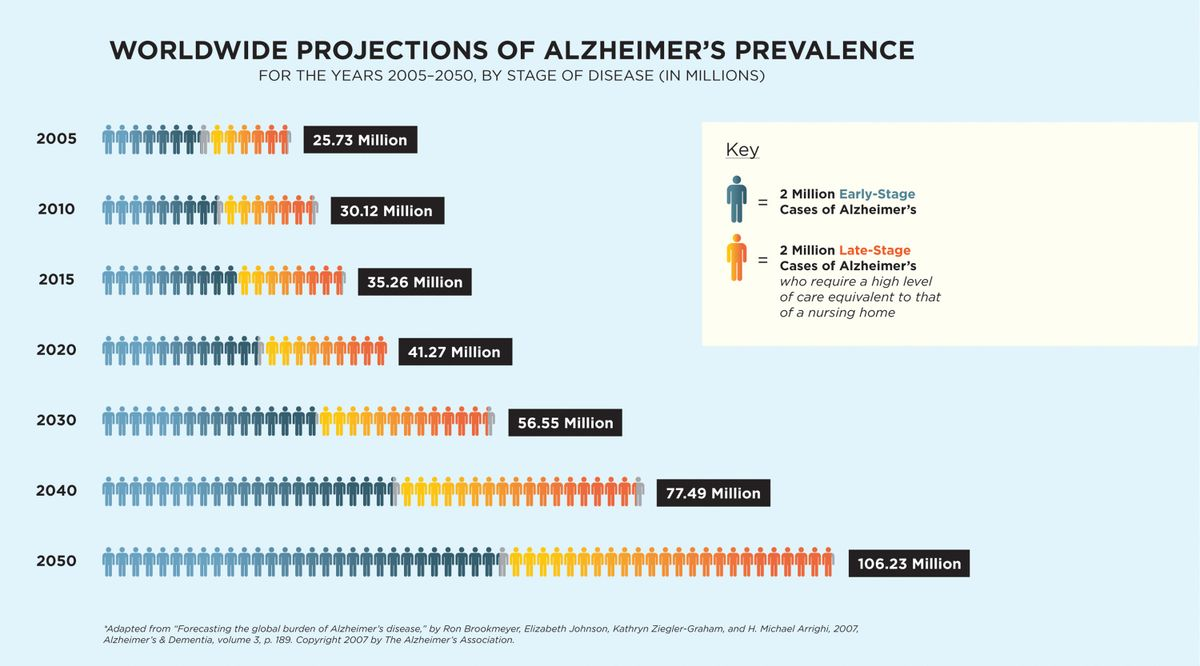 WORLDWIDE PROJECTIONS OF ALZHEIMER’S PREVALENCE
FOR THE YEARS 2005–2050, BY STAGE OF DISEASE (IN MILLIONS)
2005 25.73 Million
2010 30.12 Million
2015 35.26 Million
2020 41.27 Million
2030 56.55 Million
2040 77.49 Million
2050 106.23 Million
Key
= 2 Million Early-Stage
Cases of Alzheimer’s
= 2 Million Late-Stage
Cases of Alzheimer’s
who require a high level
of care equivalent to that
of a nursing home
*Adapted from “Forecasting the global burden of Alzheimer’s disease,” by Ron Brookmeyer, Elizabeth Johnson, Kathryn Ziegler-Graham, and H. Michael Arrighi, 2007,
Alzheimer’s & Dementia, volume 3, p. 189. Copyright 2007 by The Alzheimer’s Association.